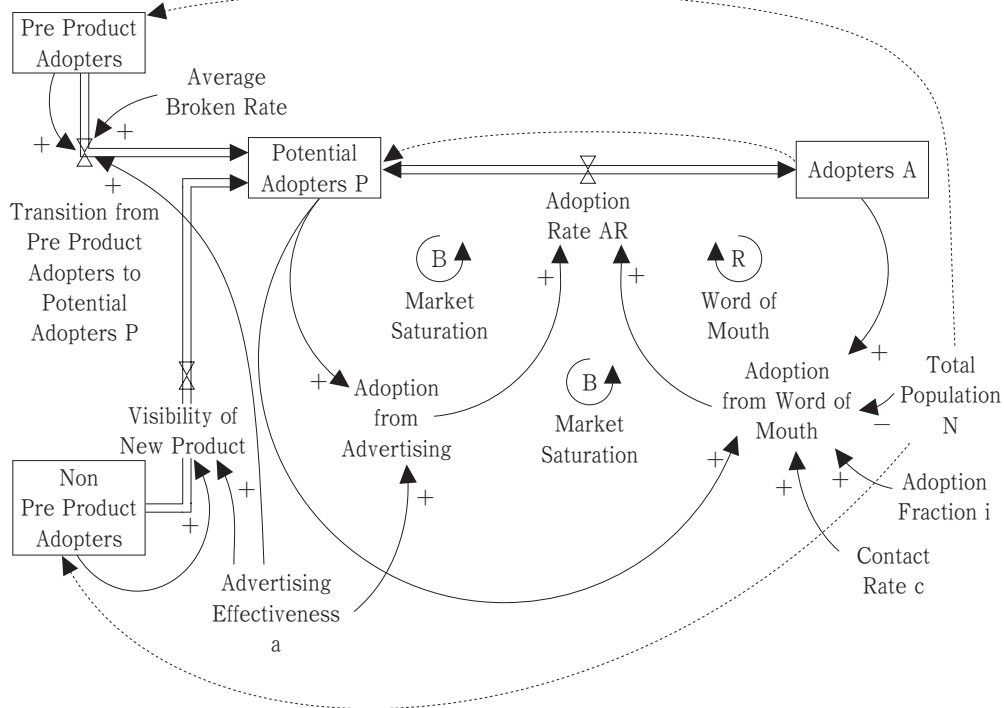 Pre Product
Adopters
Average
Broken Rate
+
+
+
Transition from
Pre Product
Adopters to
Potential
Adopters P
Potential
Adopters P
Adopters A
Adoption
Rate AR
B
Market
Saturation
R
Word of
Mouth
+
+
B
Market
Saturation
+
Adoption
from
Advertising
+
Adoption
from Word of
Mouth
+
Total
Population
N
−
+
+
+
Adoption
Fraction i
Contact
Rate c
Visibility of
New Product
+
+
Non
Pre Product
Adopters
Advertising
Effectiveness
a